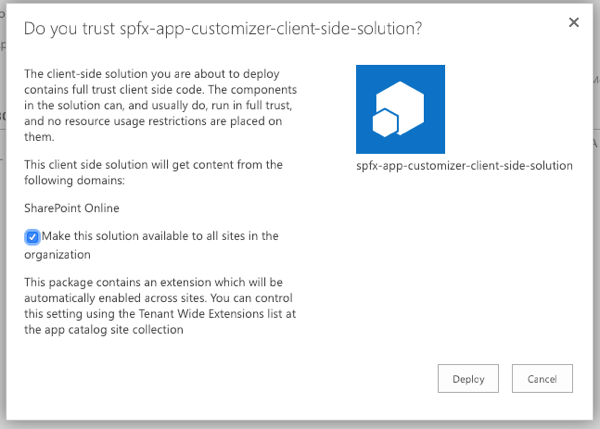 Do you trust spfx-app-customizer-client-side-solution?
The client-side solution you are about to deploy
contains full trust client side code. The components
in the solution can, and usually do, run in full trust,
and no resource usage restrictions are placed on
them.
This client side solution will get content from the
following domains:
SharePoint Online
Make this solution available to all sites in the
organization
This package contains an extension which will be
automatically enabled across sites. You can control
this setting using the Tenant Wide Extensions list at
the app catalog site collection
spfx-app-customizer-client-side-solution
Deploy
Cancel